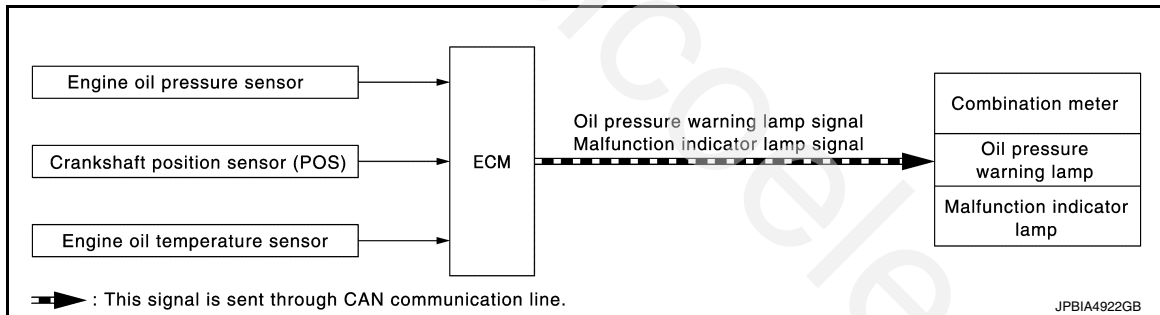 Engine oil pressure sensor
Crankshaft position sensor (POS)
Engine oil temperature sensor
ECM
Oil pressure warning lamp signal
Malfunction indicator lamp signal
Combination meter
Oil pressure
warning lamp
Malfunction indicator
lamp
: This signal is sent through CAN communication line.
JPBIA4922GB